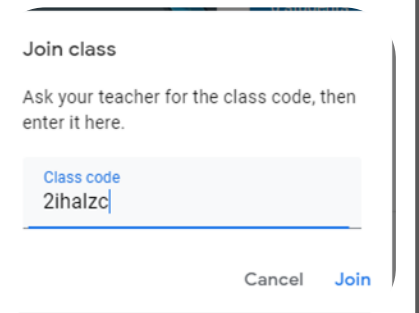 Join class
Ask your teacher for the class code, then
enter it here.
Class code
2ihalzc
Cancel Join